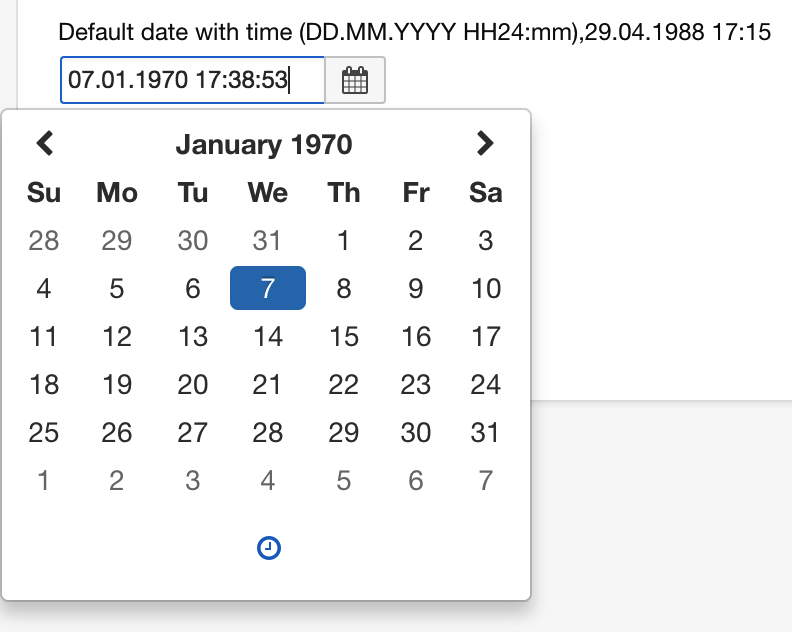 Default date with time (DD.MM.YYYY HH24:mm),29.04.1988 17:15
07.01.1970 17:38:53
January 1970
Su Mo Tu We Th Fr Sa
28 29 30 31 1 2 3
4 5 6 7 8 9 10
11 12 13 14 15 16 17
18 19 20 21 22 23 24
25 26 27 28 29 30 31
1 2 3 4 5 6 7